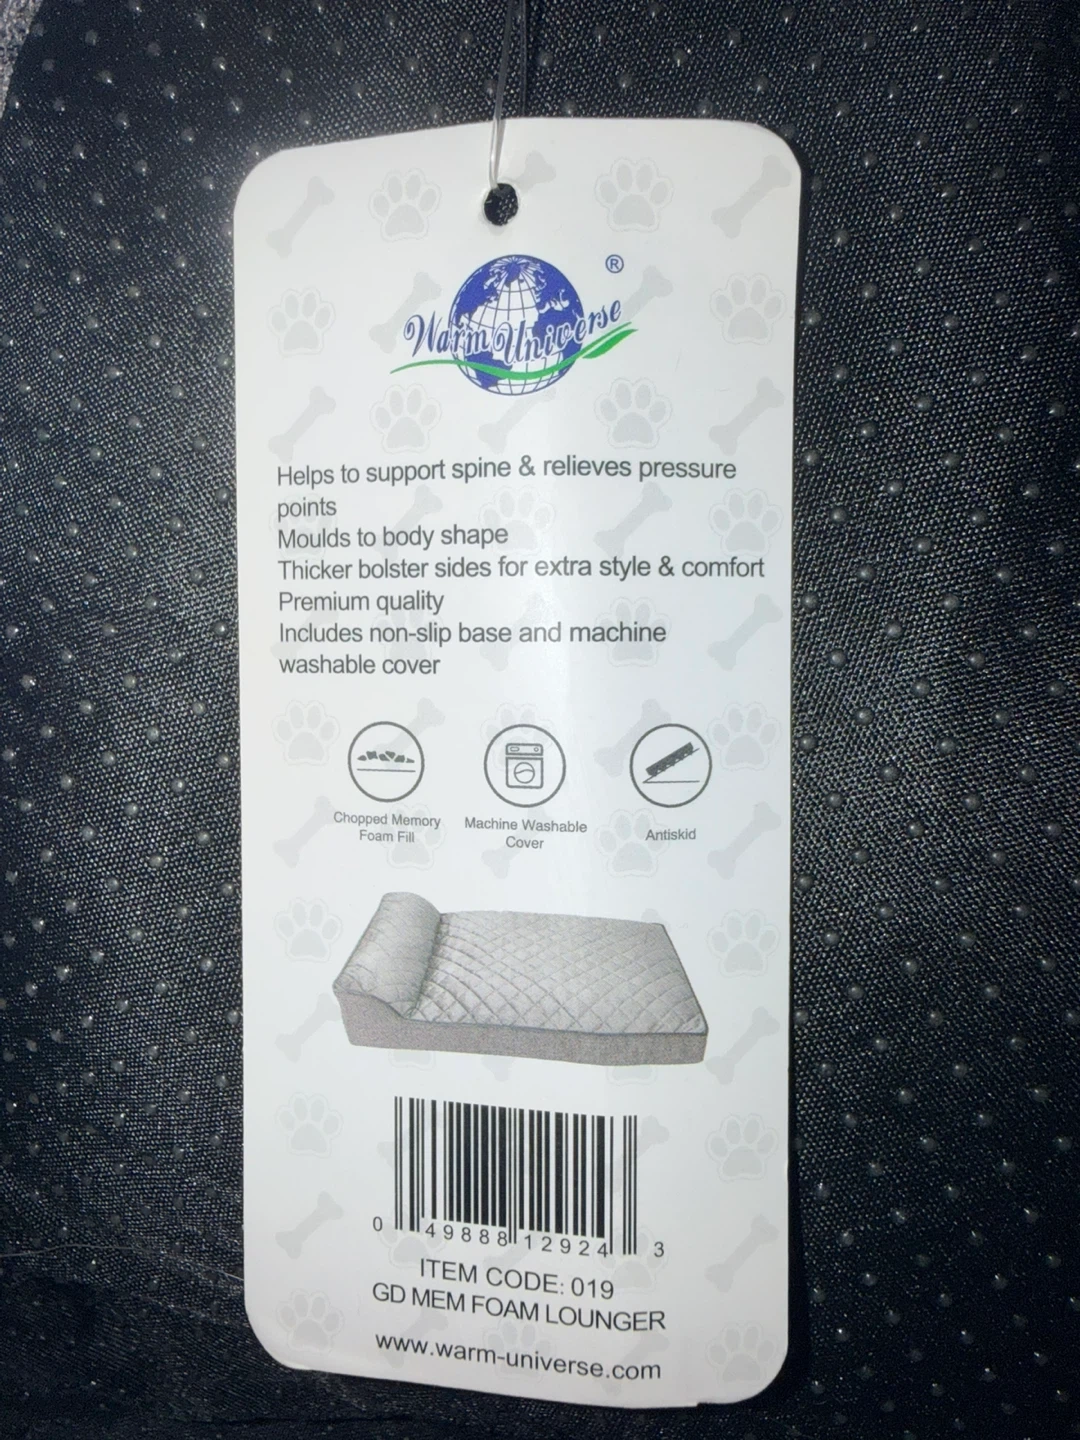 ®
Warm Universe
Helps to support spine & relieves pressure
points
Moulds to body shape
Thicker bolster sides for extra style & comfort
Premium quality
Includes non-slip base and machine
washable cover
Chopped Memory
Foam Fill
Machine Washable
Cover
Antiskid
0 49888 12924 3
ITEM CODE: 019
GD MEM FOAM LOUNGER
www.warm-universe.com